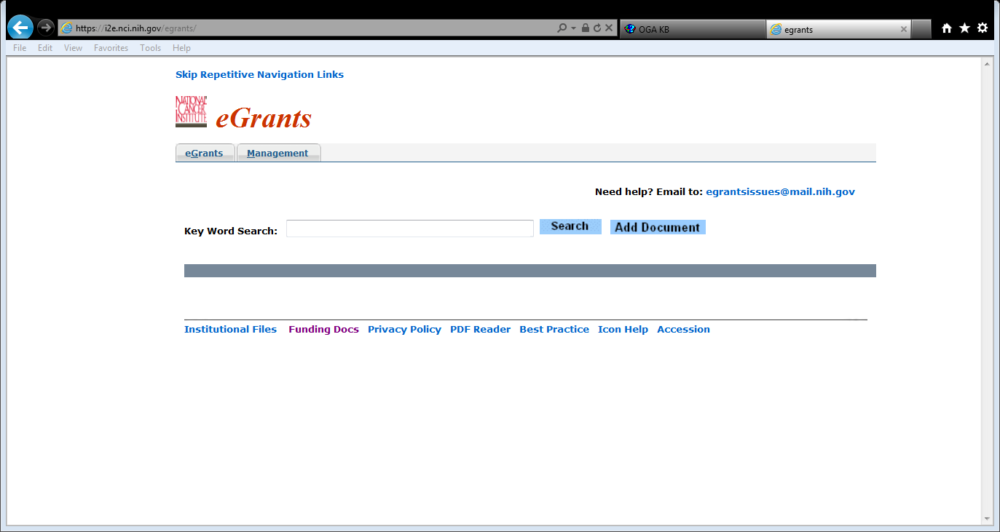 https://i2e.nci.nih.gov/egrants/
OGA KB
egrants
File Edit View Favorites Tools Help
Skip Repetitive Navigation Links
NATIONAL
CANCER
INSTITUTE
eGrants
eGrants Management
Need help? Email to: egrantsissues@mail.nih.gov
Key Word Search: Search Add Document
Institutional Files Funding Docs Privacy Policy PDF Reader Best Practice Icon Help Accession